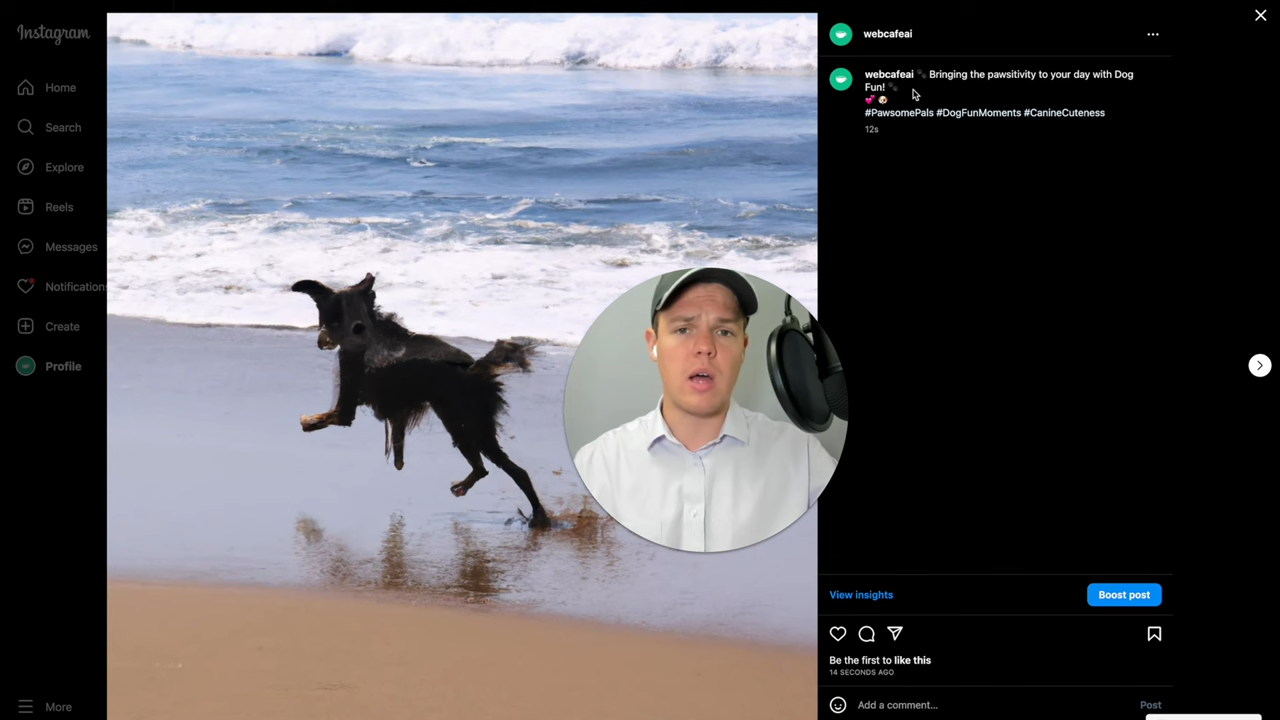 Instagram
Home
Search
Explore
Reels
Messages
Notifications
Create
Profile
More
webcafeai
webcafeai 🐾 Bringing the pawsitivity to your day with Dog
Fun! 🐾
💞 🐶
#PawsomePals #DogFunMoments #CanineCuteness
12s
View insights
Boost post
Be the first to like this
14 SECONDS AGO
Add a comment...
Post